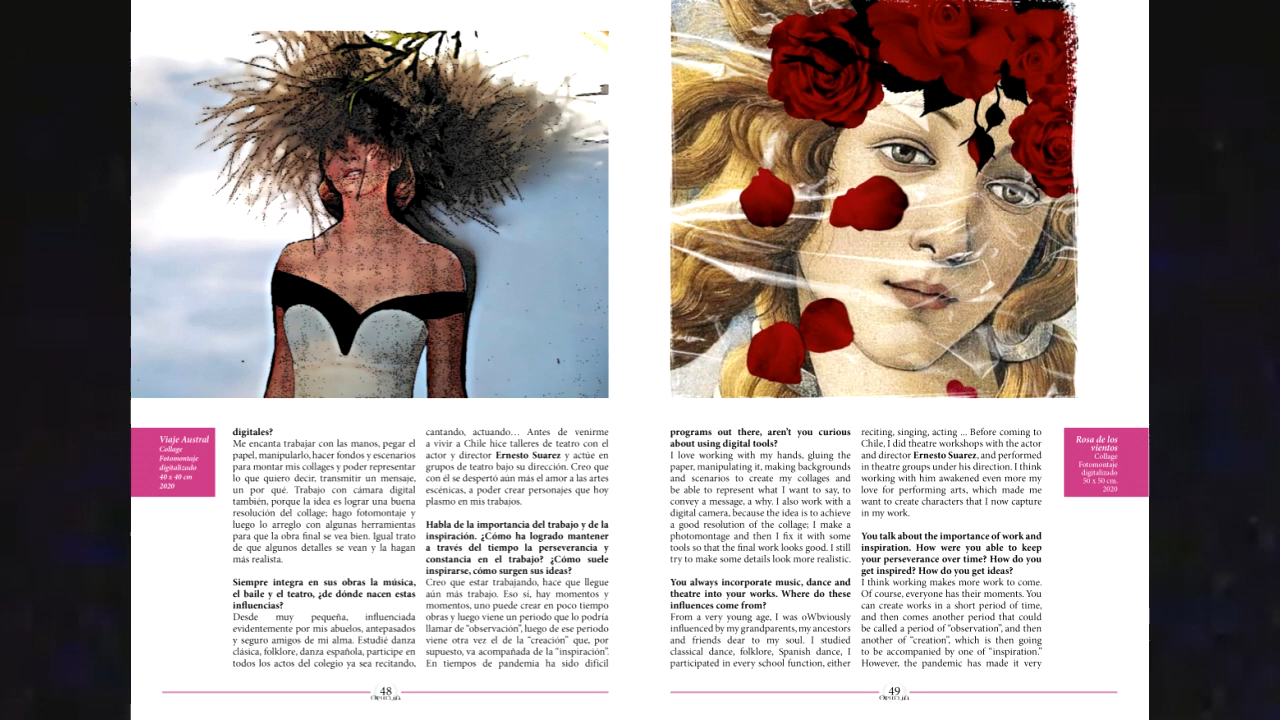 Viaje Austral
Collage
Fotomontaje
digitalizado
40 x 40 cm
2020
digitales?
Me encanta trabajar con las manos, pegar el
papel, manipularlo, hacer fondos y escenarios
para montar mis collages y poder representar
lo que quiero decir, transmitir un mensaje,
un por qué. Trabajo con cámara digital
también, porque la idea es lograr una buena
resolución del collage; hago fotomontaje y
luego lo arreglo con algunas herramientas
para que la obra final se vea bien. Igual trato
de que algunos detalles se vean y la hagan
más realista.
Siempre integra en sus obras la música,
el baile y el teatro, ¿de dónde nacen estas
influencias?
Desde muy pequeña, influenciada
evidentemente por mis abuelos, antepasados
y seguro amigos de mi alma. Estudié danza
clásica, folklore, danza española, participe en
todos los actos del colegio ya sea recitando,
cantando, actuando… Antes de venirme
a vivir a Chile hice talleres de teatro con el
actor y director Ernesto Suarez y actúe en
grupos de teatro bajo su dirección. Creo que
con él se despertó aún más el amor a las artes
escénicas, a poder crear personajes que hoy
plasmo en mis trabajos.
Habla de la importancia del trabajo y de la
inspiración. ¿Cómo ha logrado mantener
a través del tiempo la perseverancia y
constancia en el trabajo? ¿Cómo suele
inspirarse, cómo surgen sus ideas?
Creo que estar trabajando, hace que llegue
aún más trabajo. Eso sí, hay momentos y
momentos, uno puede crear en poco tiempo
obras y luego viene un periodo que lo podría
llamar de “observación”, luego de ese periodo
viene otra vez el de la “creación” que, por
supuesto, va acompañada de la “inspiración”.
En tiempos de pandemia ha sido difícil
48
programs out there, aren’t you curious
about using digital tools?
I love working with my hands, gluing the
paper, manipulating it, making backgrounds
and scenarios to create my collages and
be able to represent what I want to say, to
convey a message, a why. I also work with a
digital camera, because the idea is to achieve
a good resolution of the collage; I make a
photomontage and then I fix it with some
tools so that the final work looks good. I still
try to make some details look more realistic.
You always incorporate music, dance and
theatre into your works. Where do these
influences come from?
From a very young age, I was oWbviously
influenced by my grandparents, my ancestors
and friends dear to my soul. I studied
classical dance, folklore, Spanish dance, I
participated in every school function, either
reciting, singing, acting ... Before coming to
Chile, I did theatre workshops with the actor
and director Ernesto Suarez, and performed
in theatre groups under his direction. I think
working with him awakened even more my
love for performing arts, which made me
want to create characters that I now capture
in my work.
You talk about the importance of work and
inspiration. How were you able to keep
your perseverance over time? How do you
get inspired? How do you get ideas?
I think working makes more work to come.
Of course, everyone has their moments. You
can create works in a short period of time,
and then comes another period that could
be called a period of “observation”, and then
another of “creation”, which is then going
to be accompanied by one of “inspiration.”
However, the pandemic has made it very
Rosa de los
vientos
Collage
Fotomontaje
digitalizado
50 x 50 cm.
2020
49